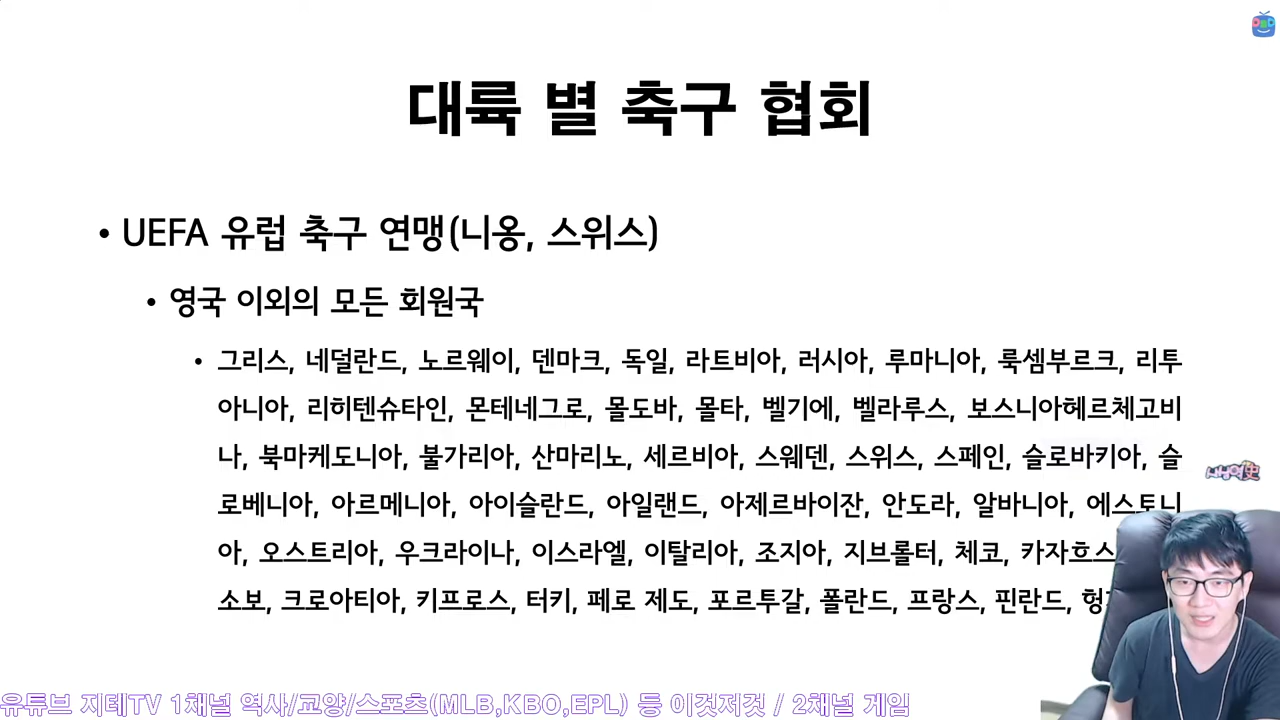 대륙 별 축구 협회
• UEFA 유럽 축구 연맹(니옹, 스위스)
• 영국 이외의 모든 회원국
• 그리스, 네덜란드, 노르웨이, 덴마크, 독일, 라트비아, 러시아, 루마니아, 룩셈부르크, 리투
아니아, 리히텐슈타인, 몬테네그로, 몰도바, 몰타, 벨기에, 벨라루스, 보스니아헤르체고비
나, 북마케도니아, 불가리아, 산마리노, 세르비아, 스웨덴, 스위스, 스페인, 슬로바키아, 슬
로베니아, 아르메니아, 아이슬란드, 아일랜드, 아제르바이잔, 안도라, 알바니아, 에스토니
아, 오스트리아, 우크라이나, 이스라엘, 이탈리아, 조지아, 지브롤터, 체코, 카자흐스
소보, 크로아티아, 키프로스, 터키, 페로 제도, 포르투갈, 폴란드, 프랑스, 핀란드,
유튜브 지테TV 1채널 역사/교양/스포츠(MLB,KBO,EPL) 등 이것저것 / 2채널 게임